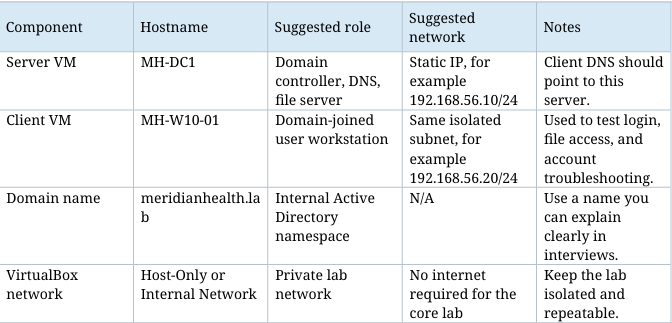 Component Hostname Suggested role Suggested network Notes
Server VM MH-DC1 Domain controller, DNS, file server Static IP, for example 192.168.56.10/24 Client DNS should point to this server.
Client VM MH-W10-01 Domain-joined user workstation Same isolated subnet, for example 192.168.56.20/24 Used to test login, file access, and account troubleshooting.
Domain name meridianhealth.lab Internal Active Directory namespace N/A Use a name you can explain clearly in interviews.
VirtualBox network Host-Only or Internal Network Private lab network No internet required for the core lab Keep the lab isolated and repeatable.